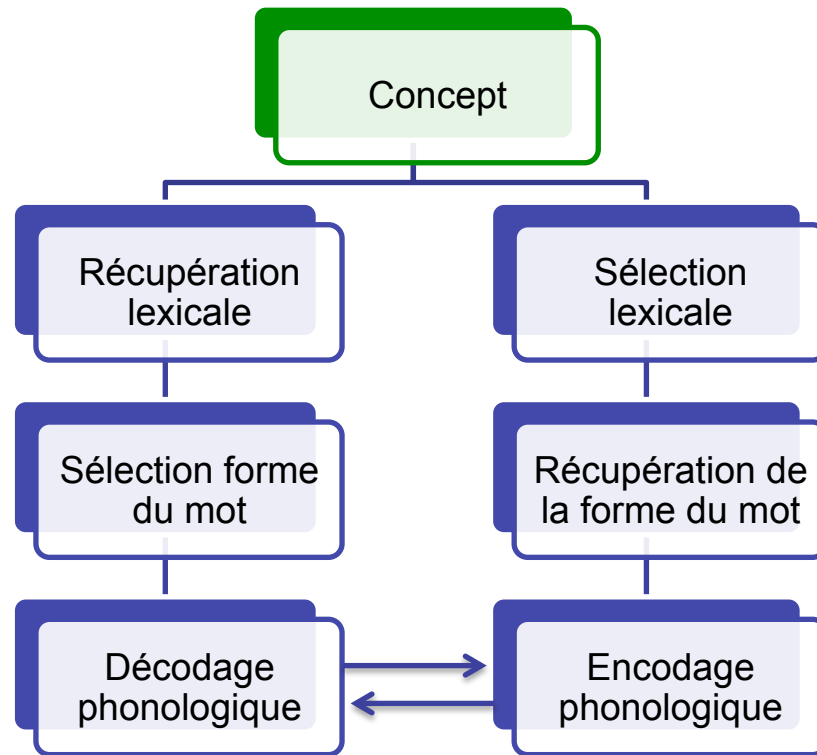 Concept
Récupération
lexicale
Sélection
lexicale
Sélection forme
du mot
Récupération de
la forme du mot
Décodage
phonologique
Encodage
phonologique